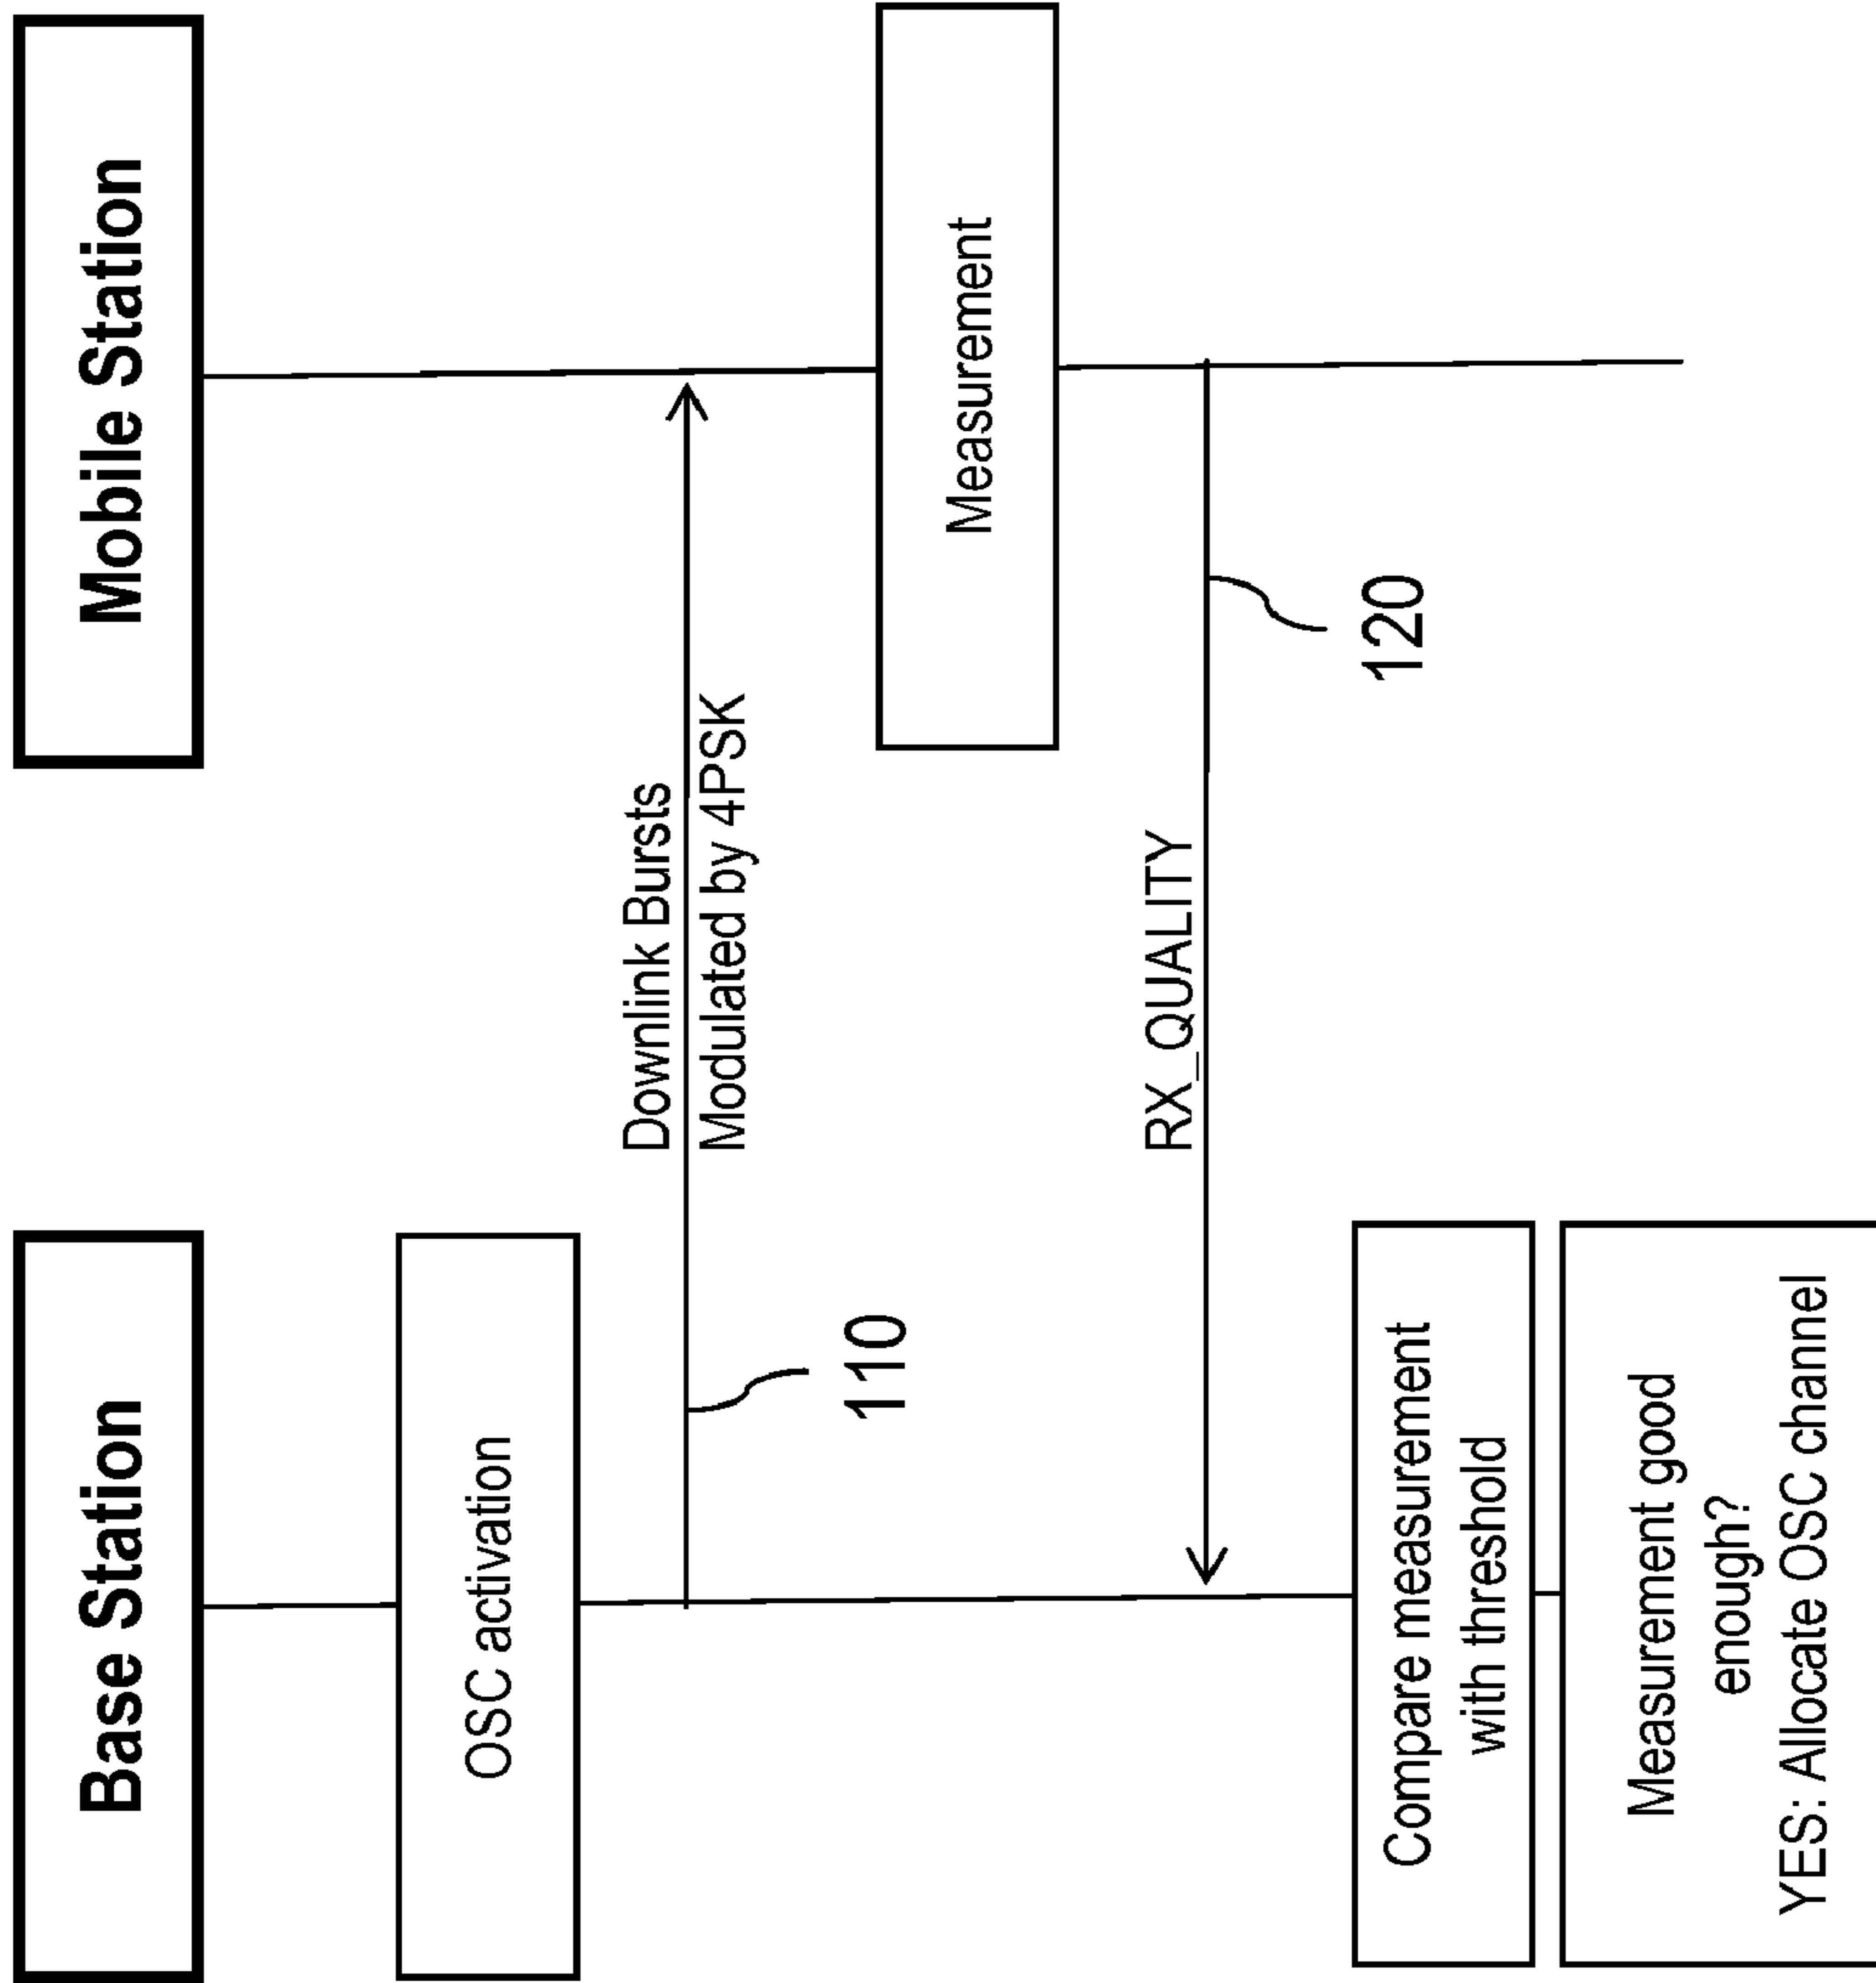 Base Station
Mobile Station
OSC activation
Downlink Bursts
Modulated by 4PSK
110
Measurement
RX_QUALITY
120
Compare measurement
with threshold
Measurement good
enough?
YES: Allocate OSC channel